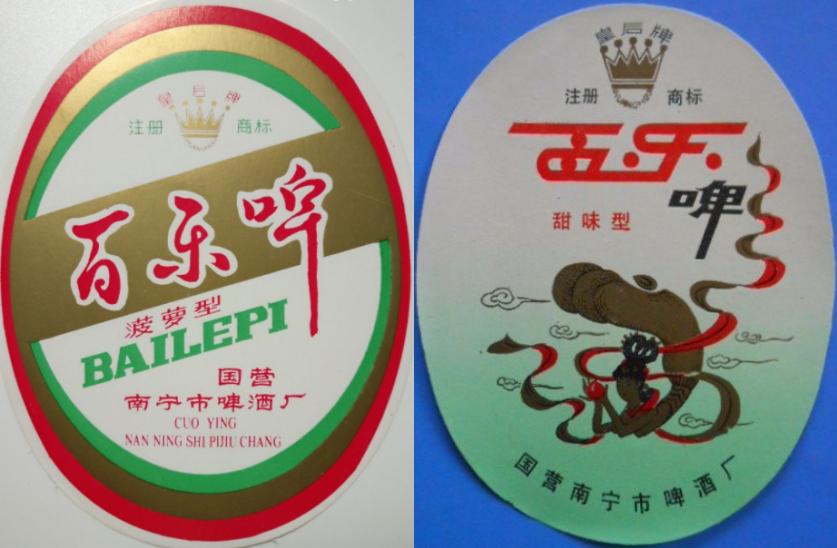 皇后牌
注册 商标
HUANGHOU
百乐啤
菠萝型
BAILEPI
国营
南宁市啤酒厂
CUO YING
NAN NING SHI PIJIU CHANG
皇后牌
注册 商标
HUANGHOU
百乐
啤
甜味型
国营南宁市啤酒厂